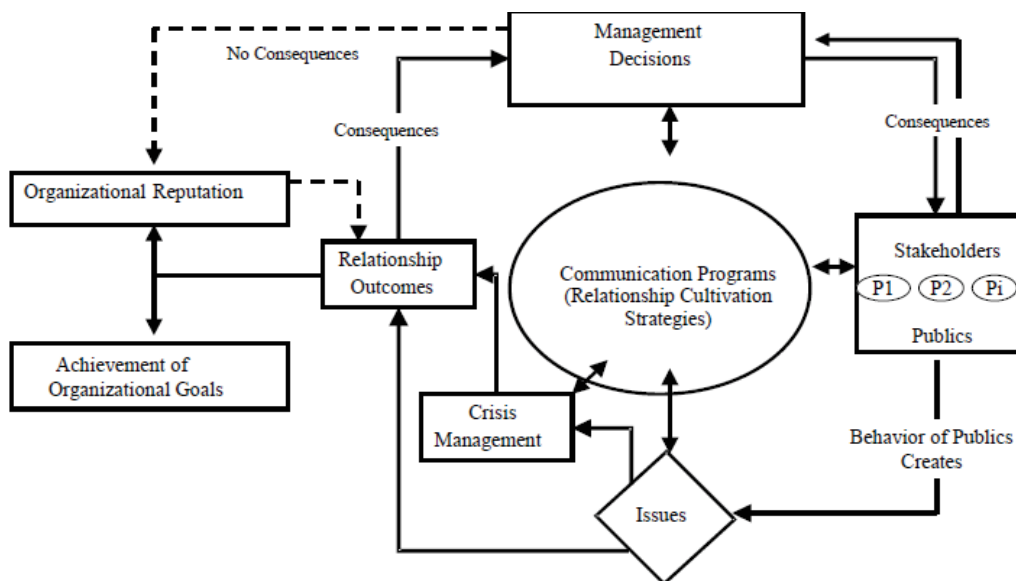 Management
Decisions
No Consequences
Consequences
Consequences
Organizational Reputation
Relationship
Outcomes
Communication Programs
(Relationship Cultivation
Strategies)
Stakeholders
P1 P2 Pi
Publics
Achievement of
Organizational Goals
Crisis
Management
Behavior of Publics
Creates
Issues